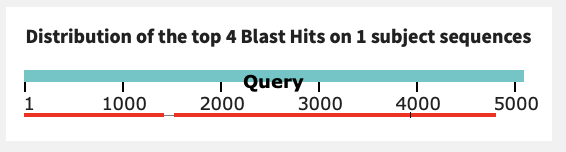 Distribution of the top 4 Blast Hits on 1 subject sequences
Query
1 1000 2000 3000 4000 5000